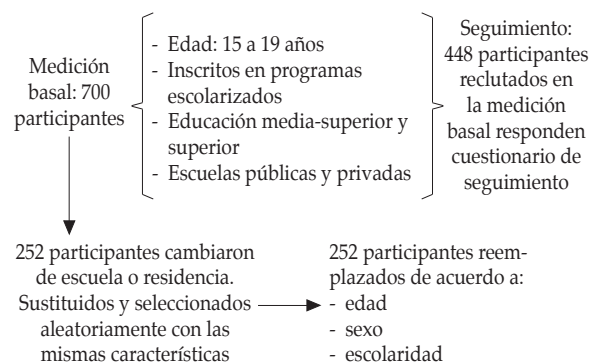 Medición
basal: 700
participantes
- Edad: 15 a 19 años
- Inscritos en programas
escolarizados
- Educación media-superior y
superior
- Escuelas públicas y privadas
Seguimiento:
448 participantes
reclutados en
la medición
basal responden
cuestionario de
seguimiento
252 participantes cambiaron
de escuela o residencia.
Sustituidos y seleccionados
aleatoriamente con las
mismas características
252 participantes reem-
plazados de acuerdo a:
- edad
- sexo
- escolaridad